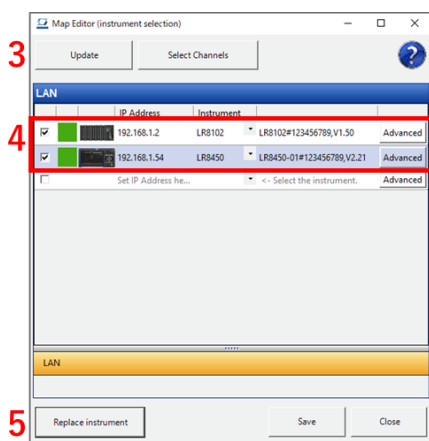 Map Editor (instrument selection)
3 Update Select Channels
LAN
IP Address Instrument
4
192.168.1.2 LR8102 LR8102#123456789,V1.50 Advanced
192.168.1.54 LR8450 LR8450-01#123456789,V2.21 Advanced
Set IP Address he... <- Select the instrument. Advanced
LAN
5 Replace instrument Save Close